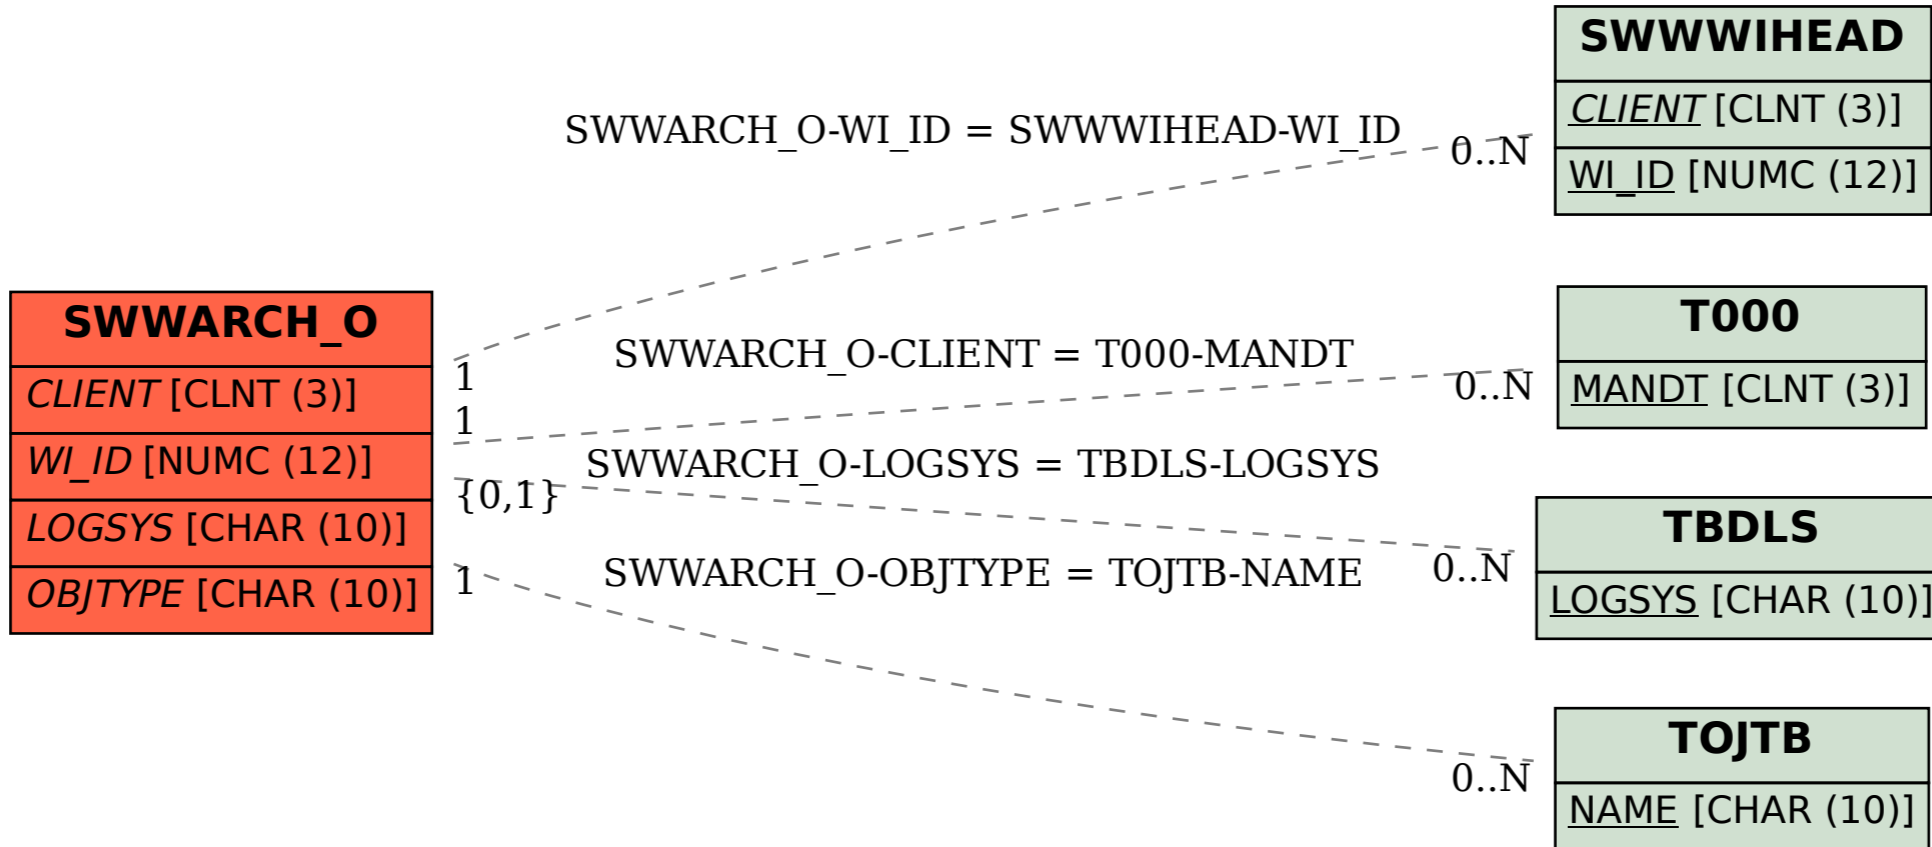 SWWWIHEAD
CLIENT [CLNT (3)]
WI_ID [NUMC (12)]
SWWARCH_O-WI_ID = SWWWIHEAD-WI_ID
0..N
SWWARCH_O
CLIENT [CLNT (3)]
WI_ID [NUMC (12)]
LOGSYS [CHAR (10)]
OBJTYPE [CHAR (10)]
1
SWWARCH_O-CLIENT = T000-MANDT
1
0..N
T000
MANDT [CLNT (3)]
SWWARCH_O-LOGSYS = TBDLS-LOGSYS
{0,1}
0..N
TBDLS
LOGSYS [CHAR (10)]
SWWARCH_O-OBJTYPE = TOJTB-NAME
1
0..N
TOJTB
NAME [CHAR (10)]